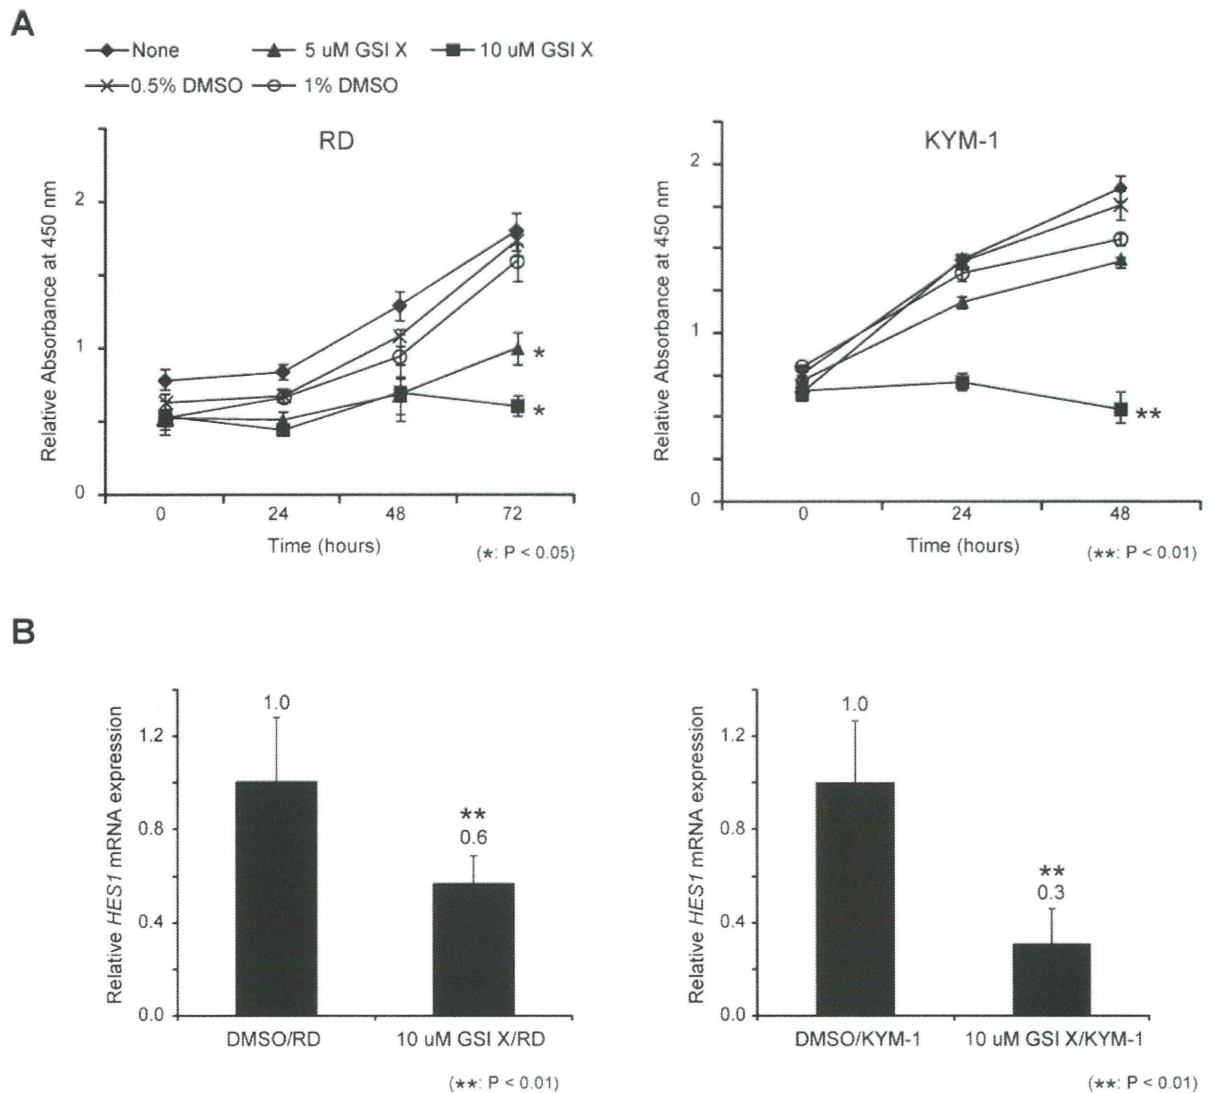 A
None 5 uM GSI X 10 uM GSI X
0.5% DMSO 1% DMSO
RD
Relative Absorbance at 450 nm
2
1
0
0 24 48 72
Time (hours)
*
*
(*: P < 0.05)
KYM-1
Relative Absorbance at 450 nm
2
1
0
0 24 48
Time (hours)
**
(**: P < 0.01)
B
Relative HES1 mRNA expression
1.2
0.8
0.4
0.0
1.0
**
0.6
DMSO/RD 10 uM GSI X/RD
(**: P < 0.01)
Relative HES1 mRNA expression
1.2
0.8
0.4
0.0
1.0
**
0.3
DMSO/KYM-1 10 uM GSI X/KYM-1
(**: P < 0.01)